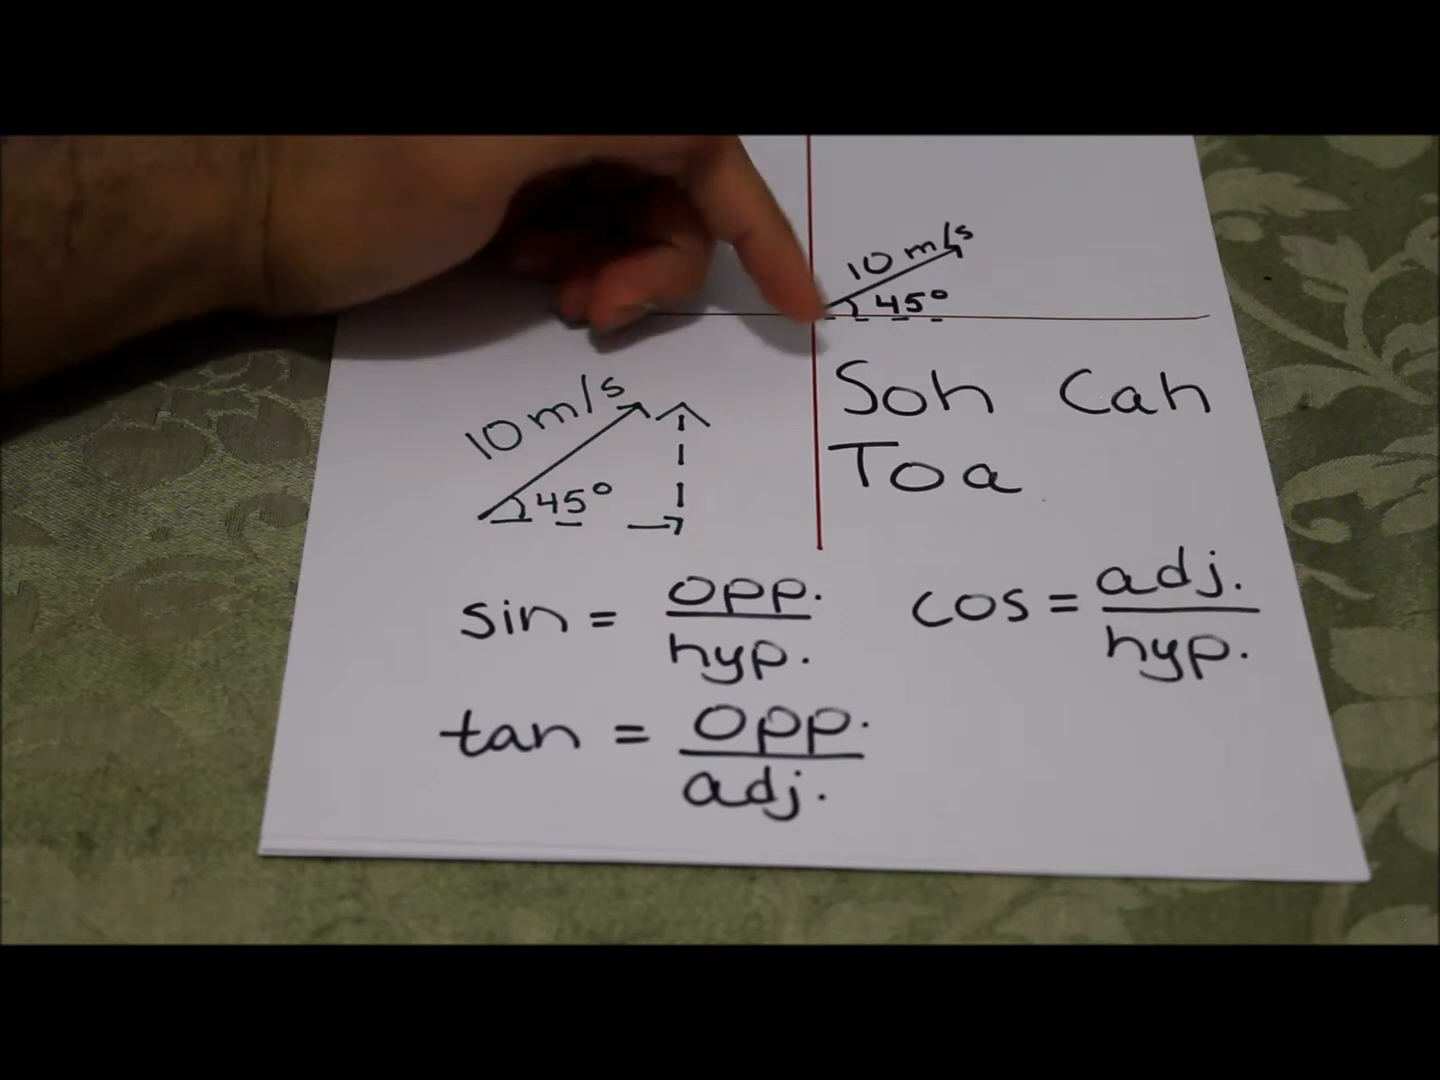 10 m/s
45°
Soh Cah
Toa
10 m/s
45°
sin = opp. / hyp.
cos = adj. / hyp.
tan = opp. / adj.